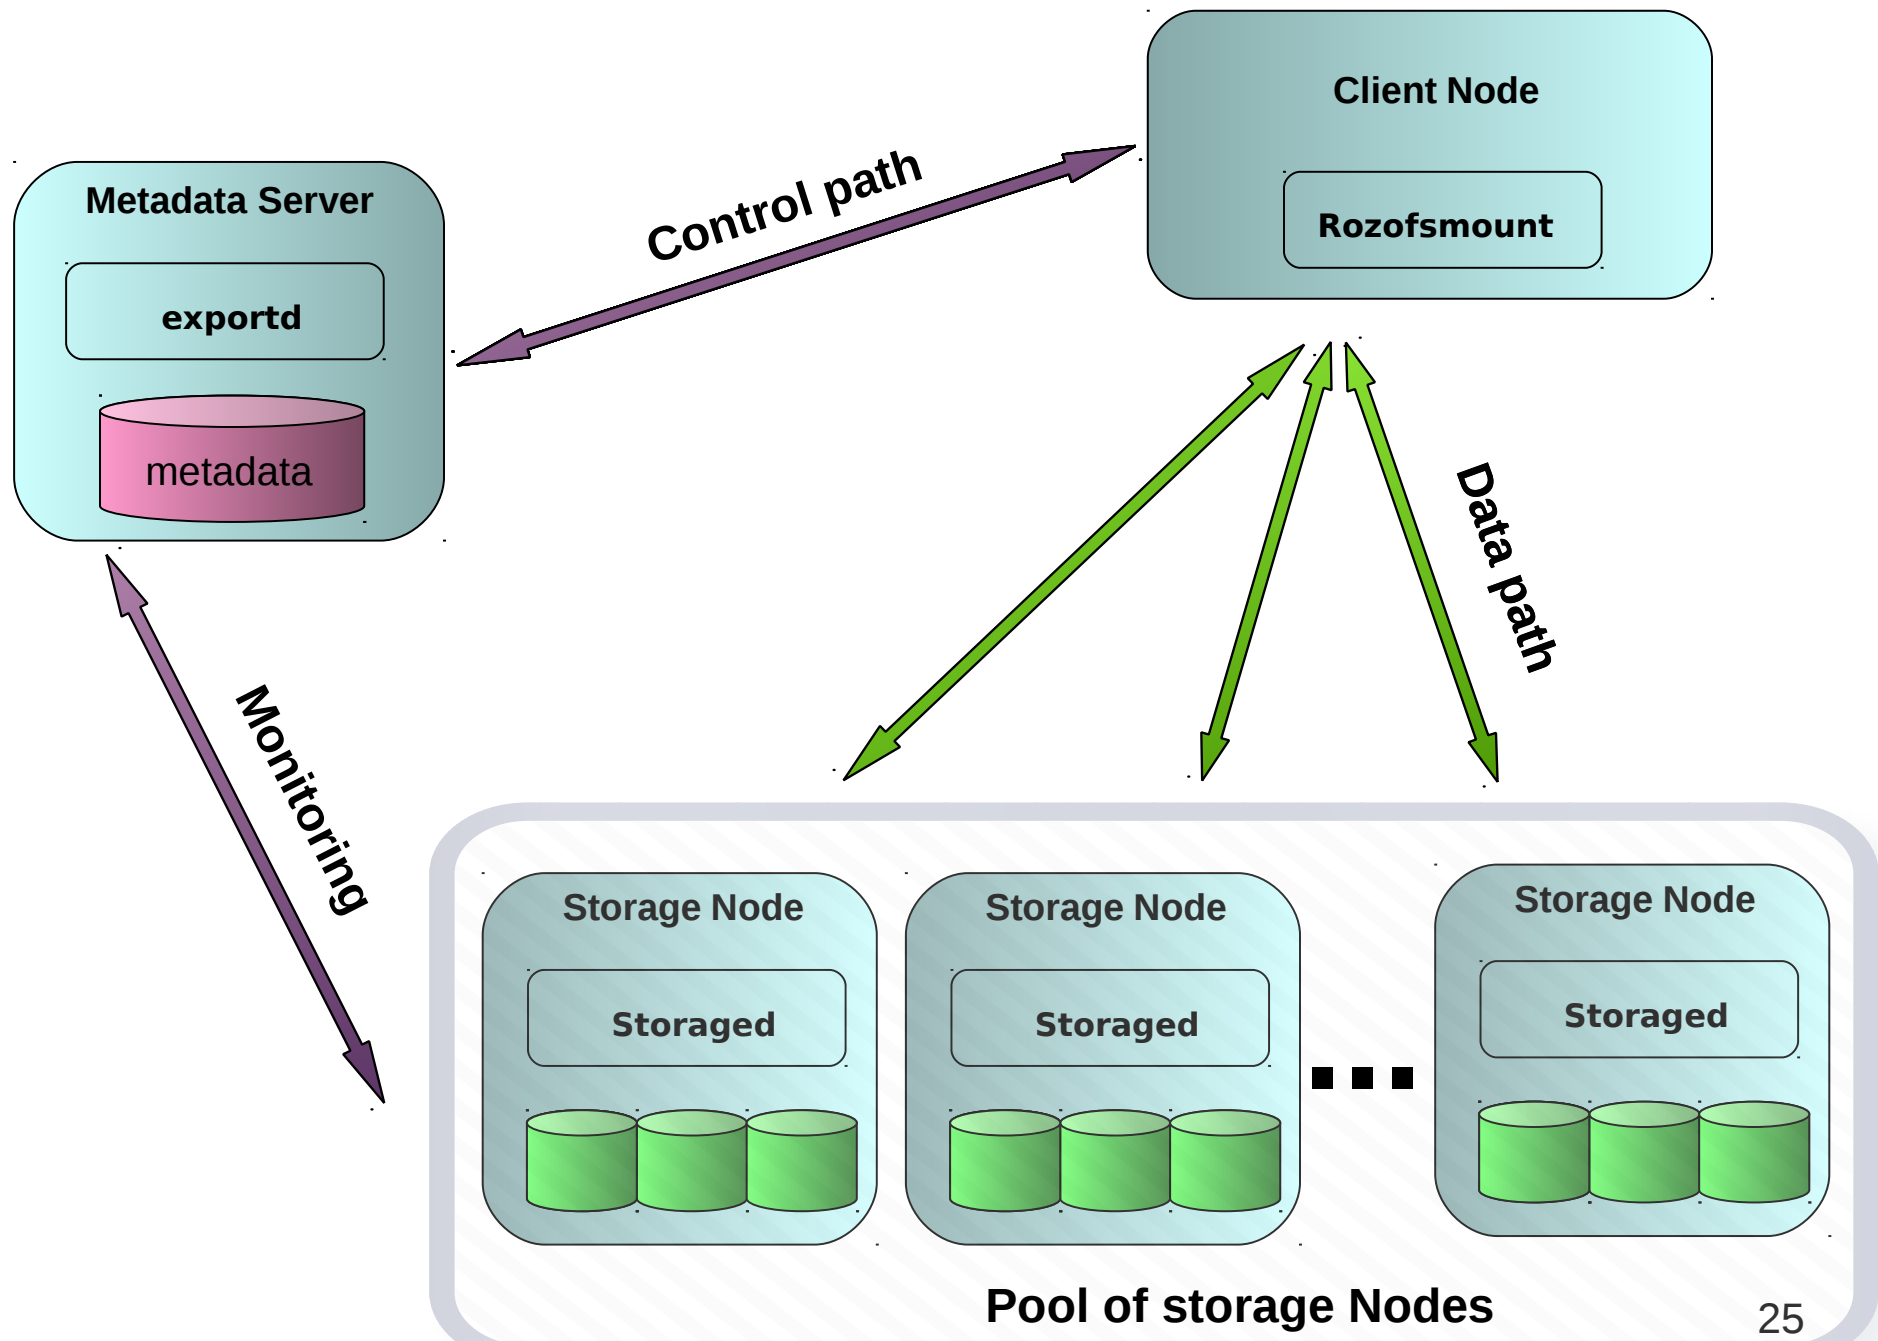 Client Node
Rozofsmount
Metadata Server
exportd
metadata
Control path
Data path
Monitoring
Storage Node
Storaged
Storage Node
Storaged
Storage Node
Storaged
Pool of storage Nodes
25